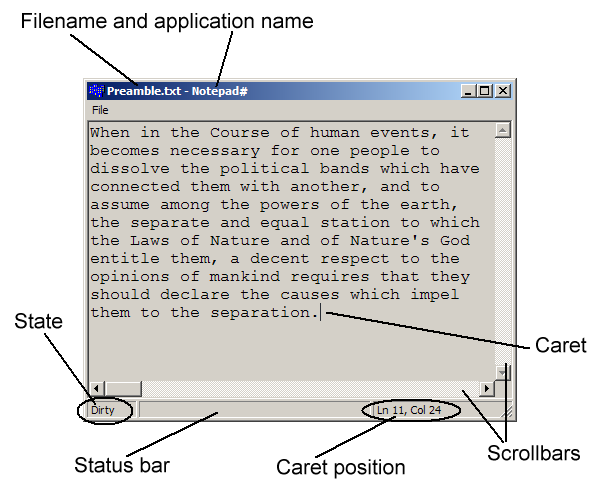 Filename and application name
Preamble.txt - Notepad#
File
When in the Course of human events, it
becomes necessary for one people to
dissolve the political bands which have
connected them with another, and to
assume among the powers of the earth,
the separate and equal station to which
the Laws of Nature and of Nature's God
entitle them, a decent respect to the
opinions of mankind requires that they
should declare the causes which impel
them to the separation.
State
Caret
Dirty
Ln 11, Col 24
Status bar
Caret position
Scrollbars